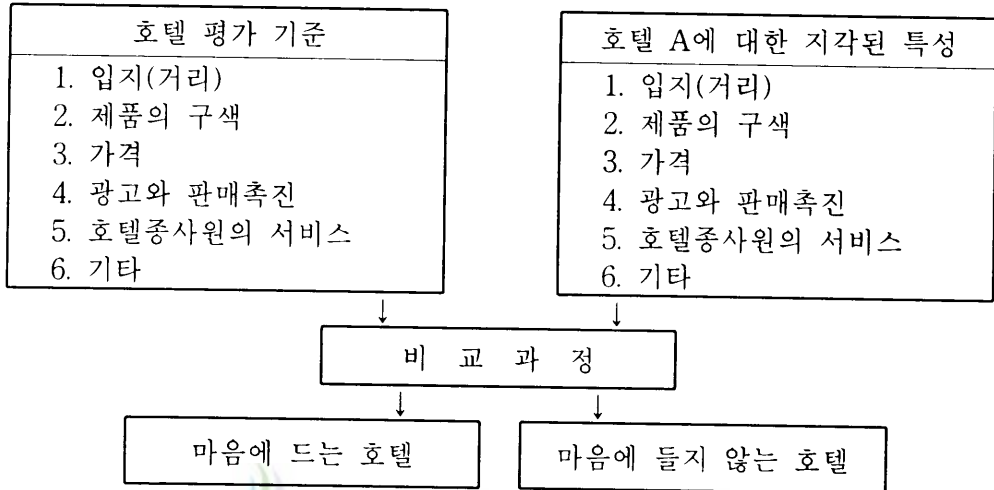 호텔 평가 기준
1. 입지(거리)
2. 제품의 구색
3. 가격
4. 광고와 판매촉진
5. 호텔종사원의 서비스
6. 기타
호텔 A에 대한 지각된 특성
1. 입지(거리)
2. 제품의 구색
3. 가격
4. 광고와 판매촉진
5. 호텔종사원의 서비스
6. 기타
비 교 과 정
마음에 드는 호텔
마음에 들지 않는 호텔